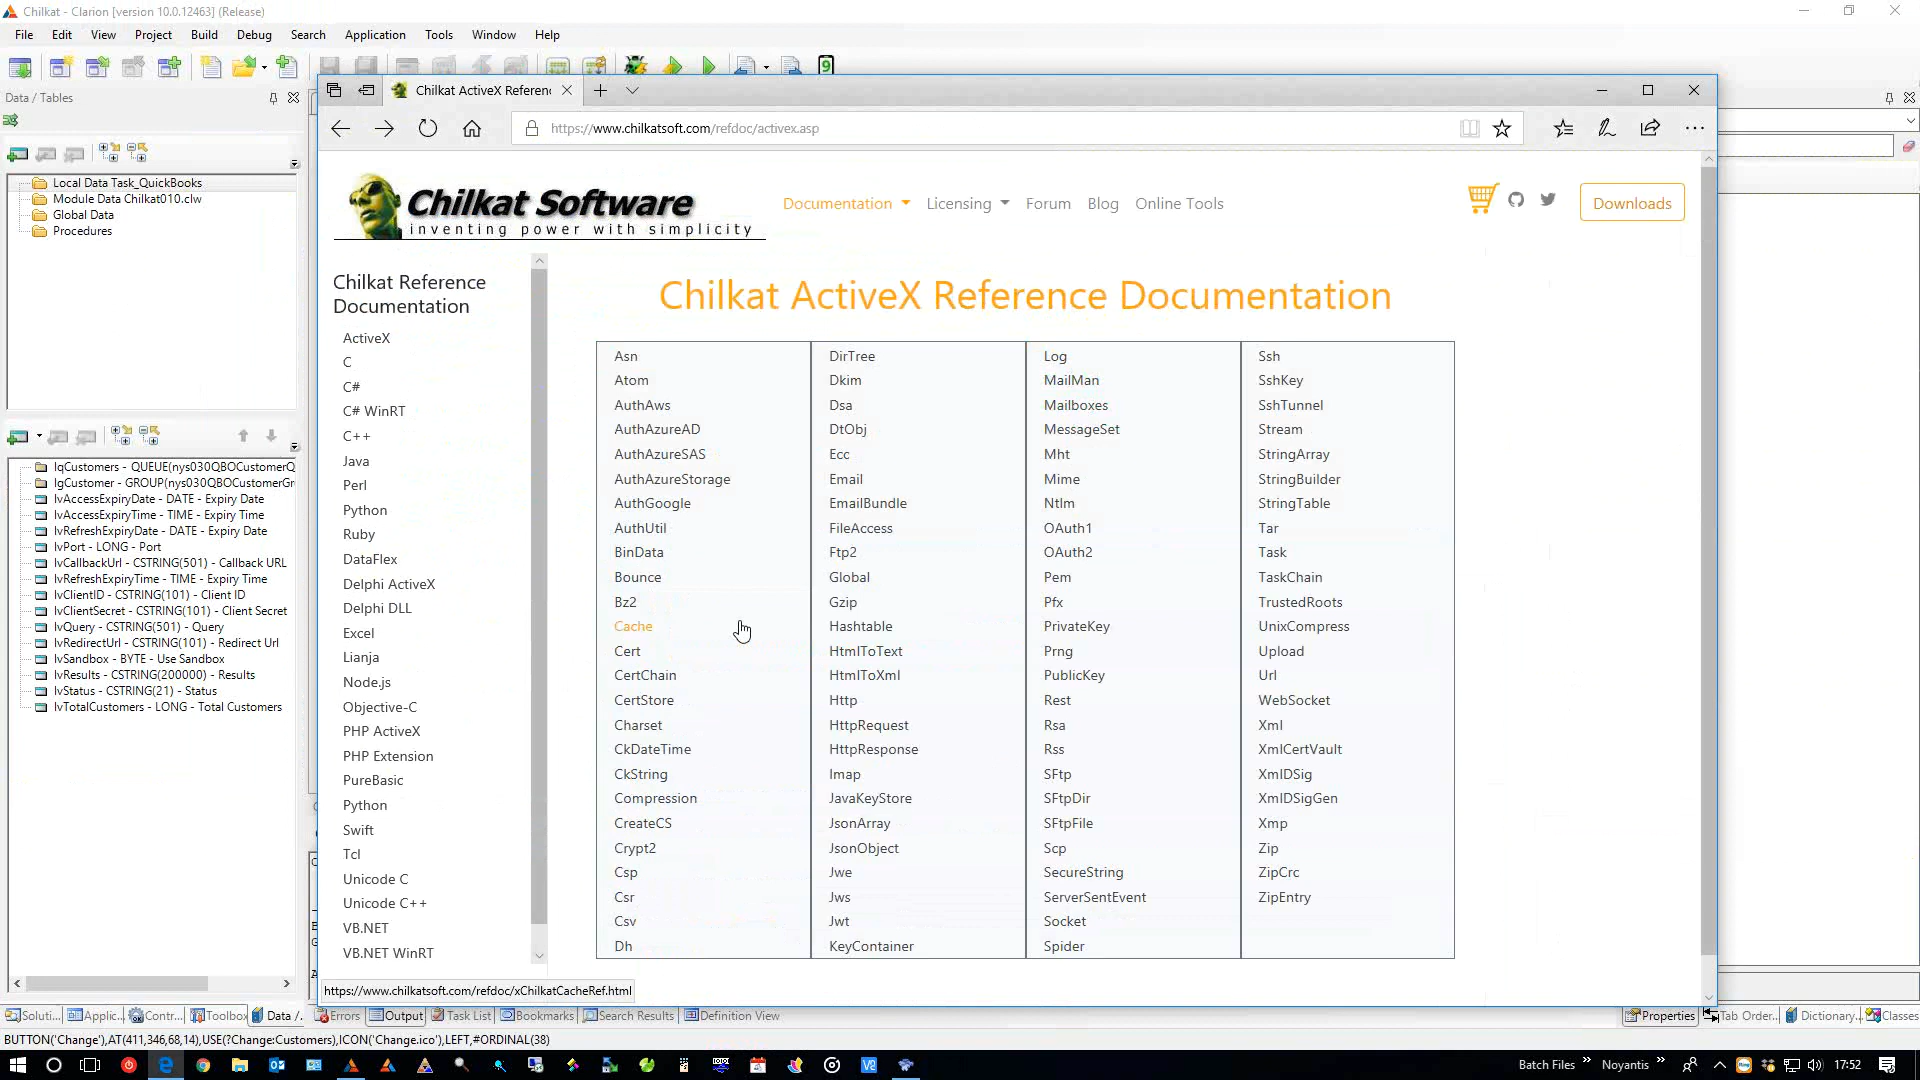 Chilkat - Clarion [version 10.0.12463] (Release)
File Edit View Project Build Debug Search Application Tools Window Help
Data / Tables
Local Data Task_QuickBooks
Module Data Chilkat010.clw
Global Data
Procedures
lqCustomers - QUEUE(nys030QBOCustomerQ
lgCustomer - GROUP(nys030QBOCustomerGr
lvAccessExpiryDate - DATE - Expiry Date
lvAccessExpiryTime - TIME - Expiry Time
lvRefreshExpiryDate - DATE - Expiry Date
lvPort - LONG - Port
lvCallbackUrl - CSTRING(501) - Callback URL
lvRefreshExpiryTime - TIME - Expiry Time
lvClientID - CSTRING(101) - Client ID
lvClientSecret - CSTRING(101) - Client Secret
lvQuery - CSTRING(501) - Query
lvRedirectUrl - CSTRING(101) - Redirect Url
lvSandbox - BYTE - Use Sandbox
lvResults - CSTRING(200000) - Results
lvStatus - CSTRING(21) - Status
lvTotalCustomers - LONG - Total Customers
Chilkat ActiveX Referen
https://www.chilkatsoft.com/refdoc/activex.asp
Chilkat Software
inventing power with simplicity
Documentation Licensing Forum Blog Online Tools
Downloads
Chilkat Reference
Documentation
ActiveX
C
C#
C# WinRT
C++
Java
Perl
Python
Ruby
DataFlex
Delphi ActiveX
Delphi DLL
Excel
Lianja
Node.js
Objective-C
PHP ActiveX
PHP Extension
PureBasic
Python
Swift
Tcl
Unicode C
Unicode C++
VB.NET
VB.NET WinRT
Chilkat ActiveX Reference Documentation
Asn
Atom
AuthAws
AuthAzureAD
AuthAzureSAS
AuthAzureStorage
AuthGoogle
AuthUtil
BinData
Bounce
Bz2
Cache
Cert
CertChain
CertStore
Charset
CkDateTime
CkString
Compression
CreateCS
Crypt2
Csp
Csr
Csv
Dh
DirTree
Dkim
Dsa
DtObj
Ecc
Email
EmailBundle
FileAccess
Ftp2
Global
Gzip
Hashtable
HtmlToText
HtmlToXml
Http
HttpRequest
HttpResponse
Imap
JavaKeyStore
JsonArray
JsonObject
Jwe
Jws
Jwt
KeyContainer
Log
MailMan
Mailboxes
MessageSet
Mht
Mime
Ntlm
OAuth1
OAuth2
Pem
Pfx
PrivateKey
Prng
PublicKey
Rest
Rsa
Rss
SFtp
SFtpDir
SFtpFile
Scp
SecureString
ServerSentEvent
Socket
Spider
Ssh
SshKey
SshTunnel
Stream
StringArray
StringBuilder
StringTable
Tar
Task
TaskChain
TrustedRoots
UnixCompress
Upload
Url
WebSocket
Xml
XmlCertVault
XmlDSig
XmlDSigGen
Xmp
Zip
ZipCrc
ZipEntry
https://www.chilkatsoft.com/refdoc/xChilkatCacheRef.html
Soluti... Applic... Contr... Toolbox Data /... Errors Output Task List Bookmarks Search Results Definition View Properties Tab Order... Dictionary... Classes
BUTTON('Change'),AT(411,346,68,14),USE(?Change:Customers),ICON('Change.ico'),LEFT,#ORDINAL(38)
Batch Files Noyantis 17:52